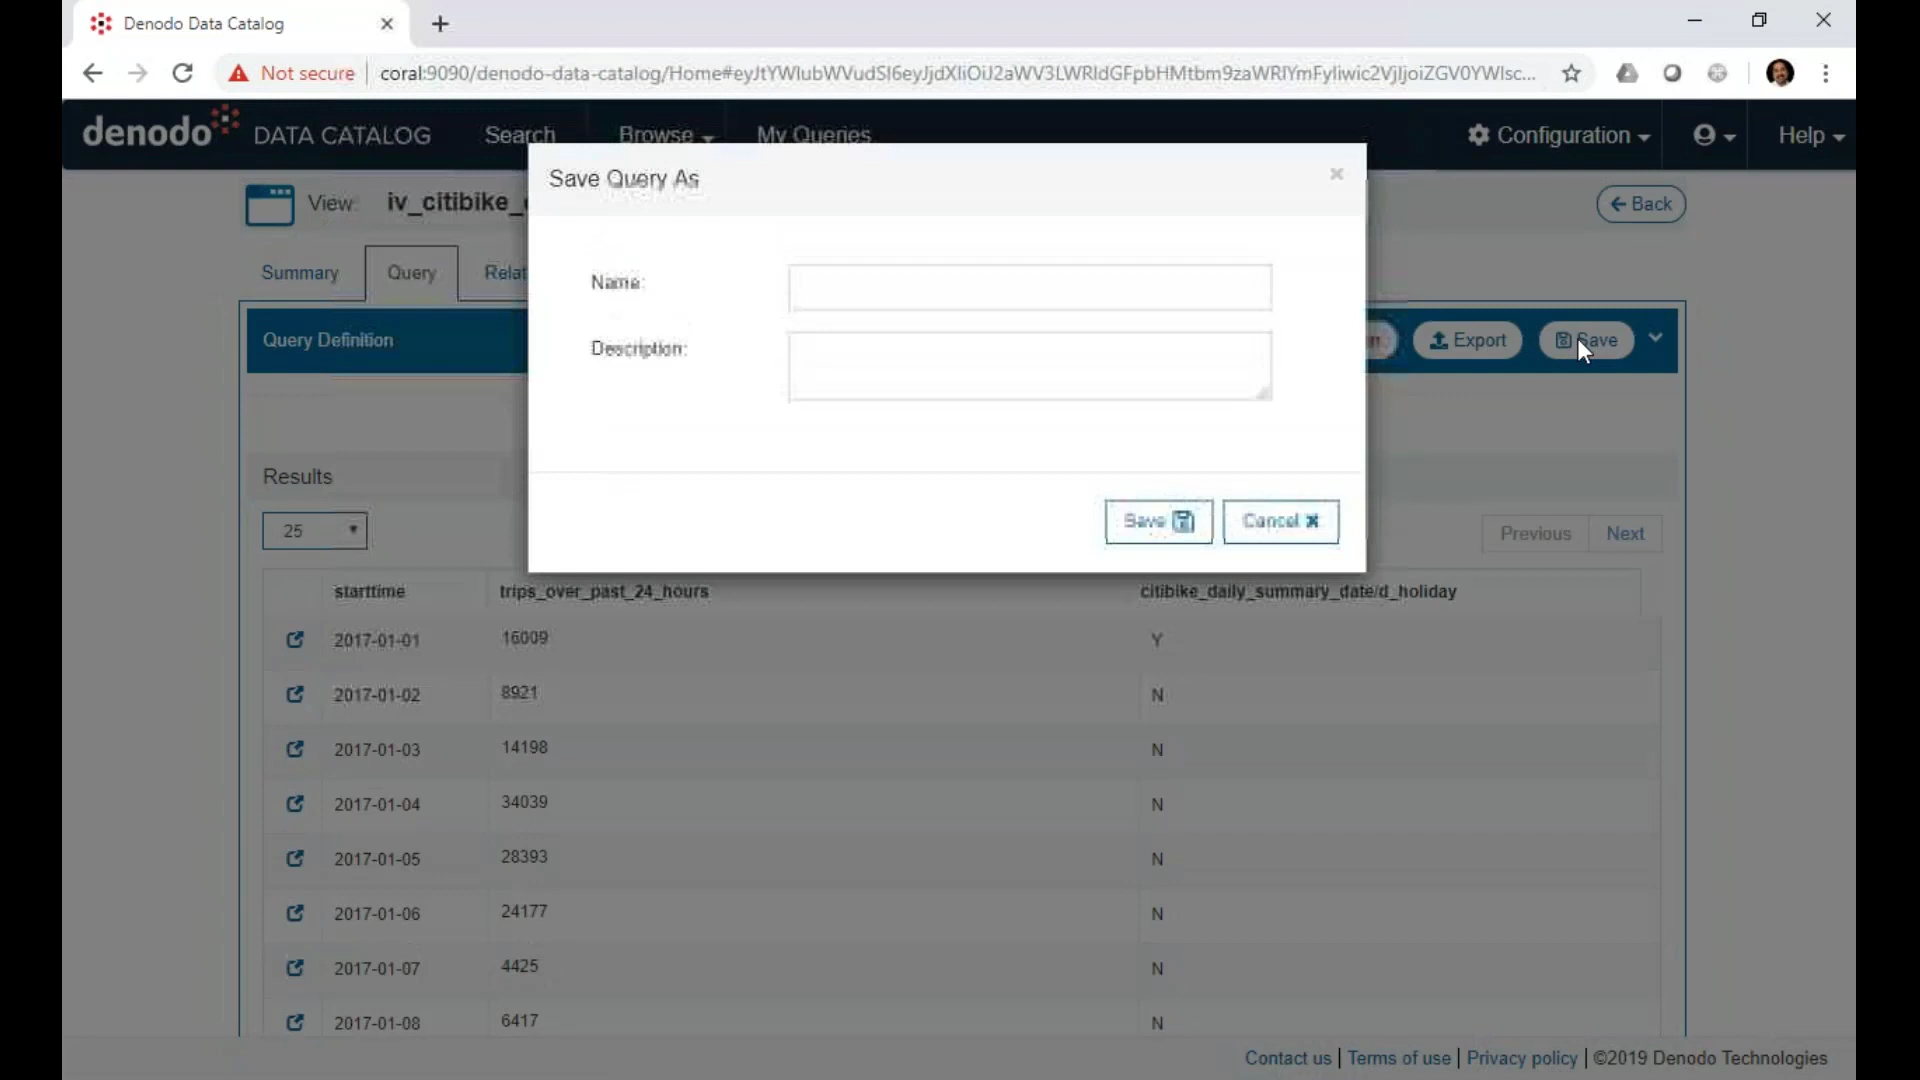 Denodo Data Catalog
Not secure
coral:9090/denodo-data-catalog/Home#eyJtYWlubWVudSI6eyJjdXIiOiJ2aWV3LWRldGFpbHMtbm9zaWRlYmFyIiwic2VjIjoiZGV0YWlsc...
denodo DATA CATALOG Search Browse My Queries Configuration Help
Save Query As
View: iv_citibike_
Back
Summary Query Relat
Name:
Query Definition
Export Save
Description:
Results
25
Save Cancel
Previous Next
starttime trips_over_past_24_hours citibike_daily_summary_date/d_holiday
2017-01-01 16009 Y
2017-01-02 8921 N
2017-01-03 14198 N
2017-01-04 34039 N
2017-01-05 28393 N
2017-01-06 24177 N
2017-01-07 4425 N
2017-01-08 6417 N
Contact us | Terms of use | Privacy policy | ©2019 Denodo Technologies